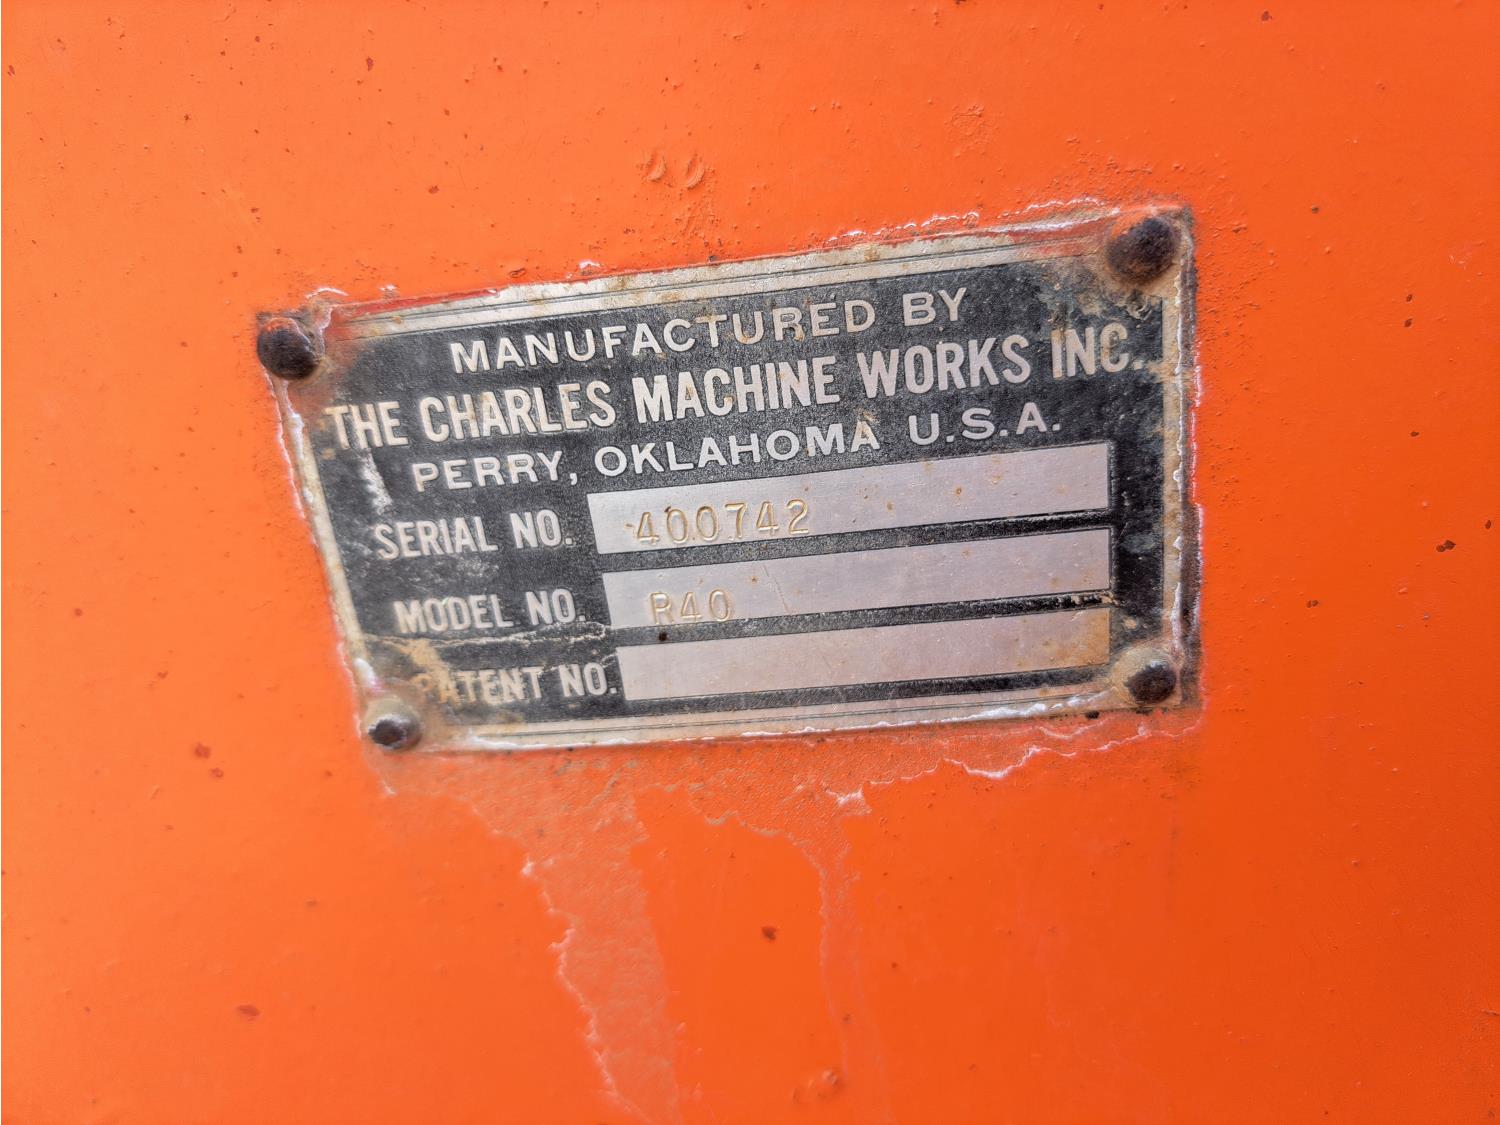 MANUFACTURED BY
THE CHARLES MACHINE WORKS INC.
PERRY, OKLAHOMA U.S.A.
SERIAL NO. 400742
MODEL NO. R40
PATENT NO.